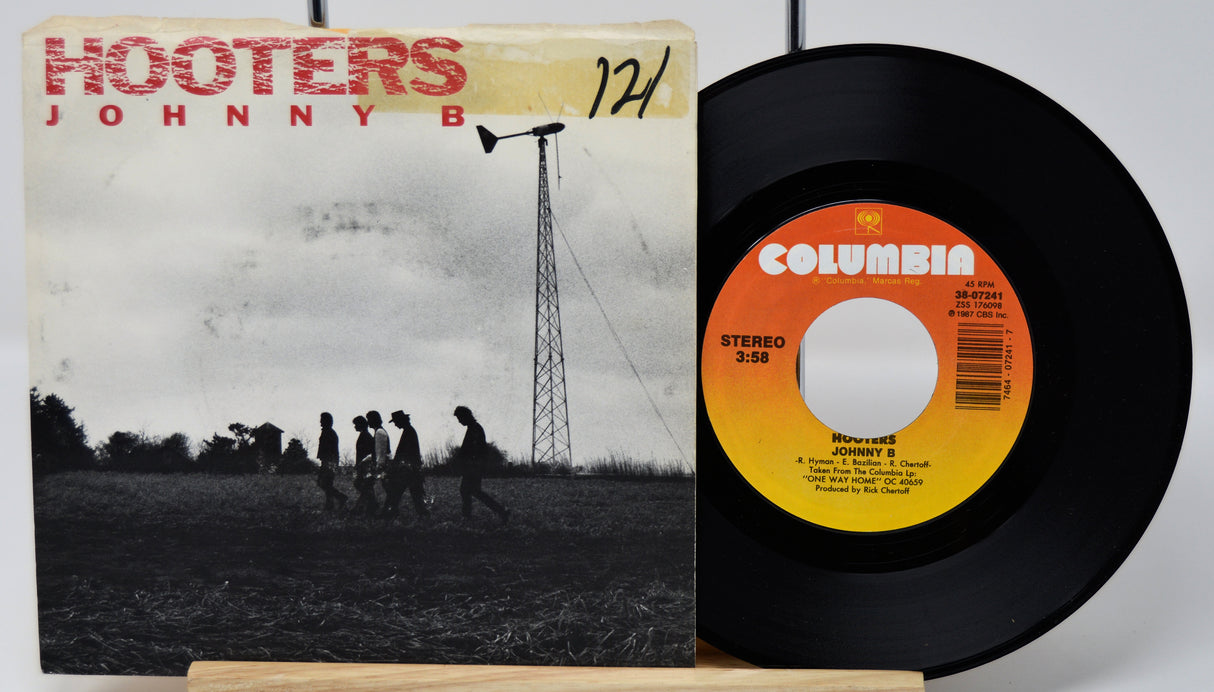 HOOTERS
JOHNNY B
121
COLUMBIA
® 'Columbia,' Marcas Reg.
45 RPM
38-07241
ZSS 176098
℗ 1987 CBS Inc.
STEREO
3:58
7464 - 07241 - 7
HOOTERS
JOHNNY B
-R. Hyman - E. Bazilian - R. Chertoff-
Taken From The Columbia Lp:
"ONE WAY HOME" OC 40659
Produced by Rick Chertoff